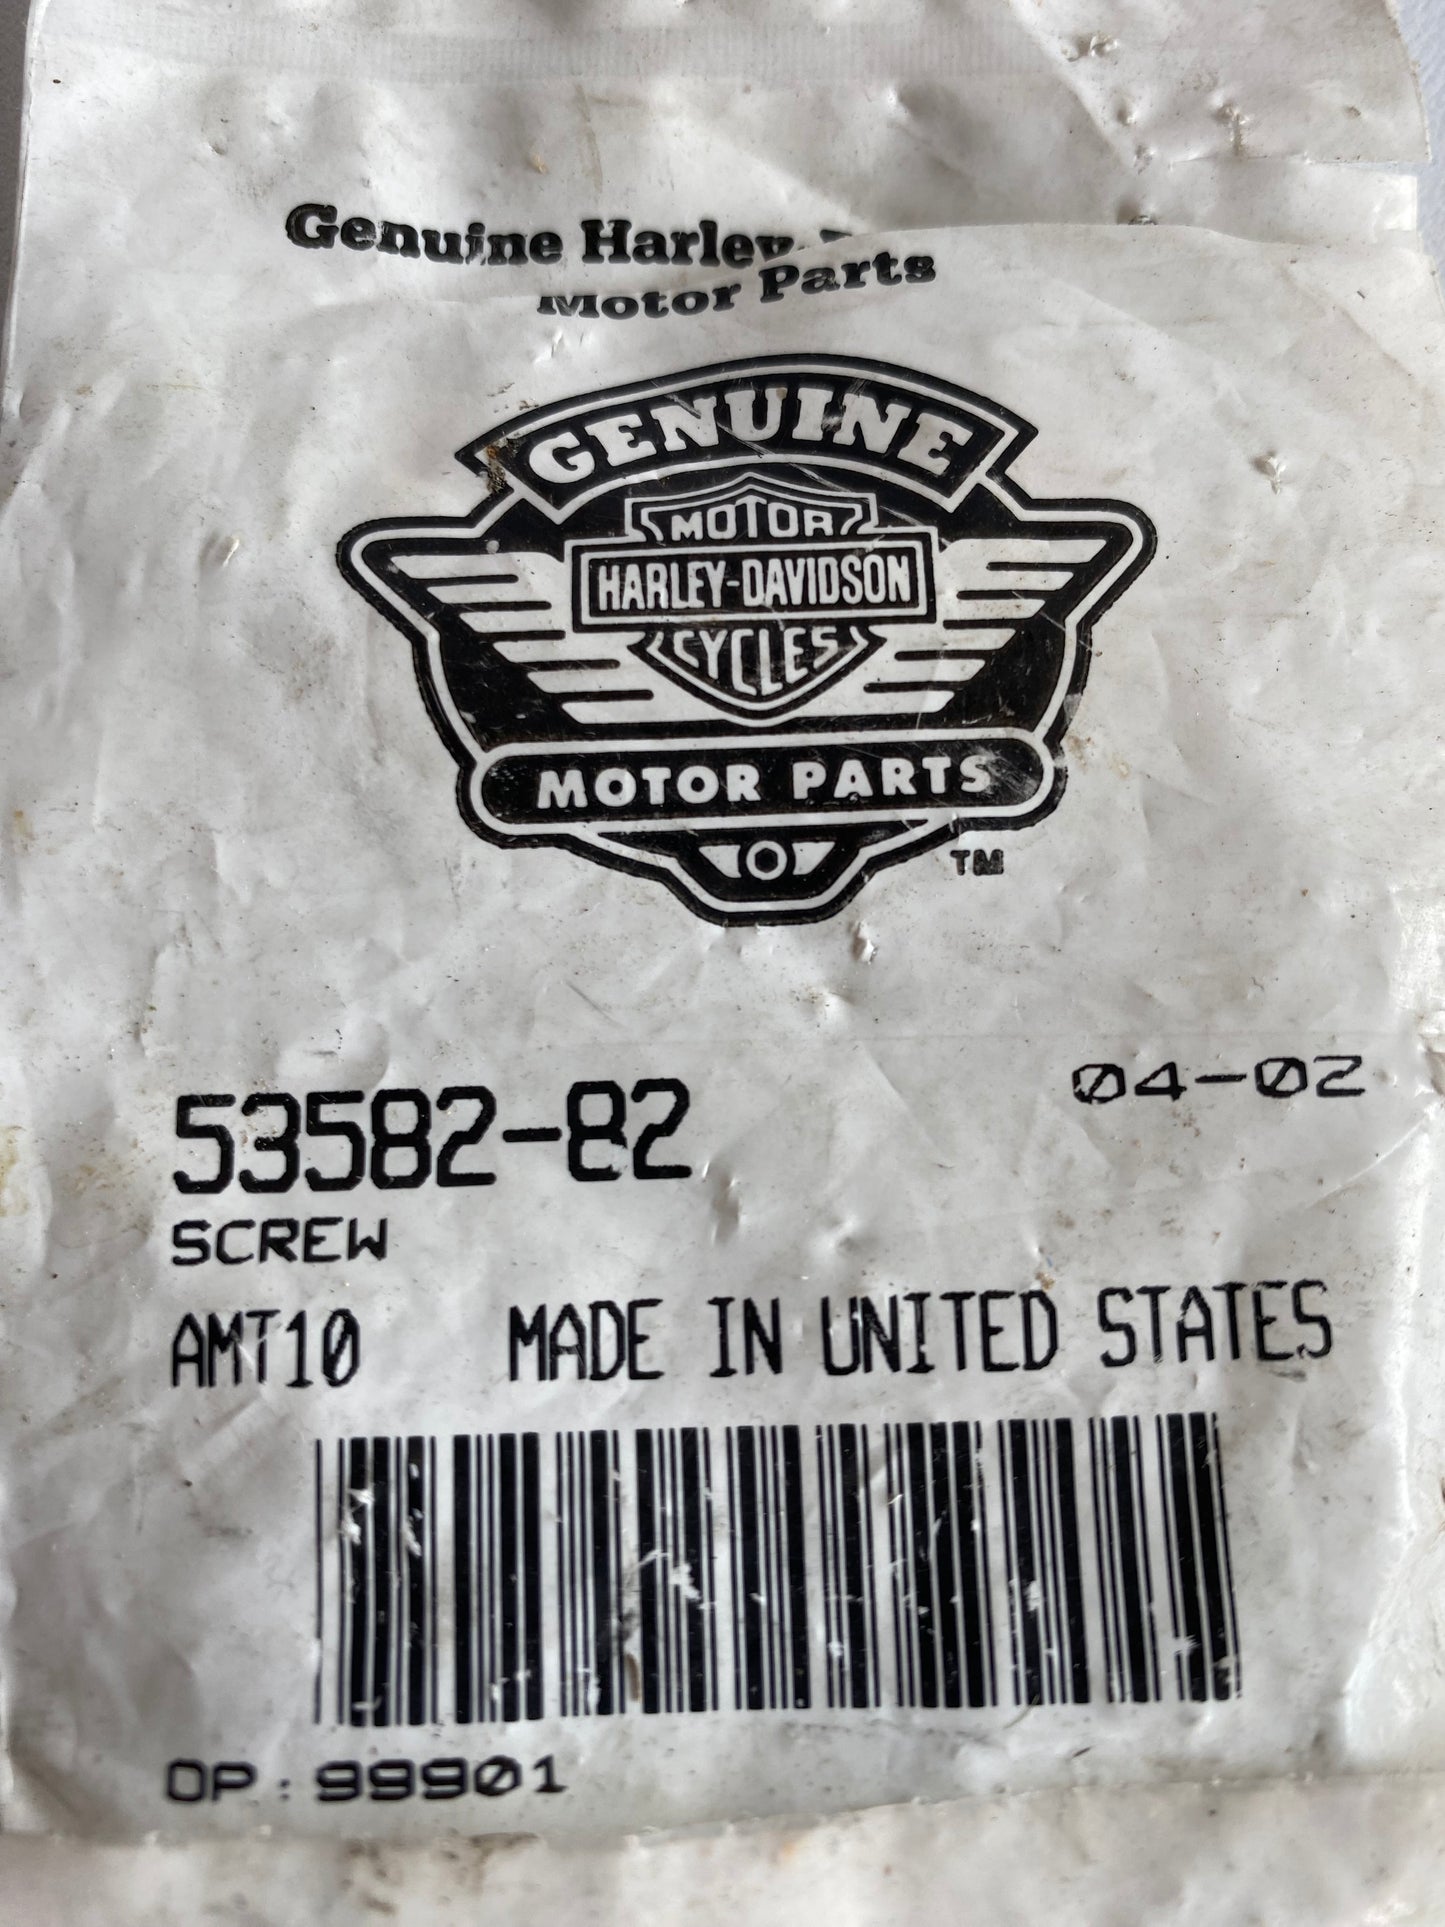 Genuine Harley-
Motor Parts
GENUINE
MOTOR
HARLEY-DAVIDSON
CYCLES
MOTOR PARTS
TM
04-02
53582-82
SCREW
AMT10 MADE IN UNITED STATES
OP:99901